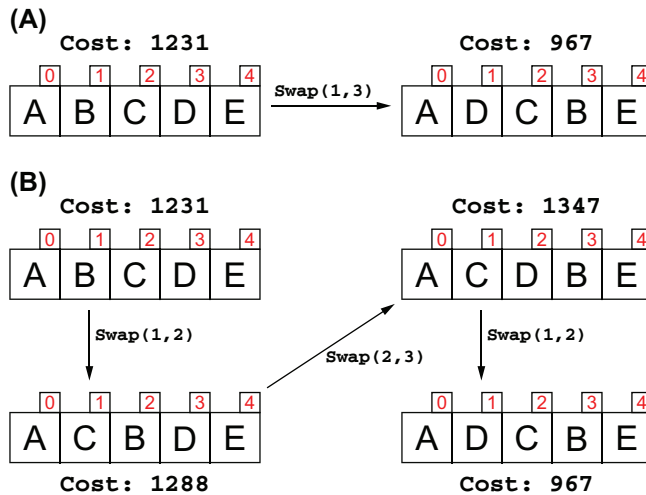 (A)
Cost: 1231 Cost: 967
0 1 2 3 4 0 1 2 3 4
A B C D E Swap(1,3) A D C B E
(B)
Cost: 1231 Cost: 1347
0 1 2 3 4 0 1 2 3 4
A B C D E A C D B E
Swap(1,2) Swap(2,3) Swap(1,2)
0 1 2 3 4 0 1 2 3 4
A C B D E A D C B E
Cost: 1288 Cost: 967